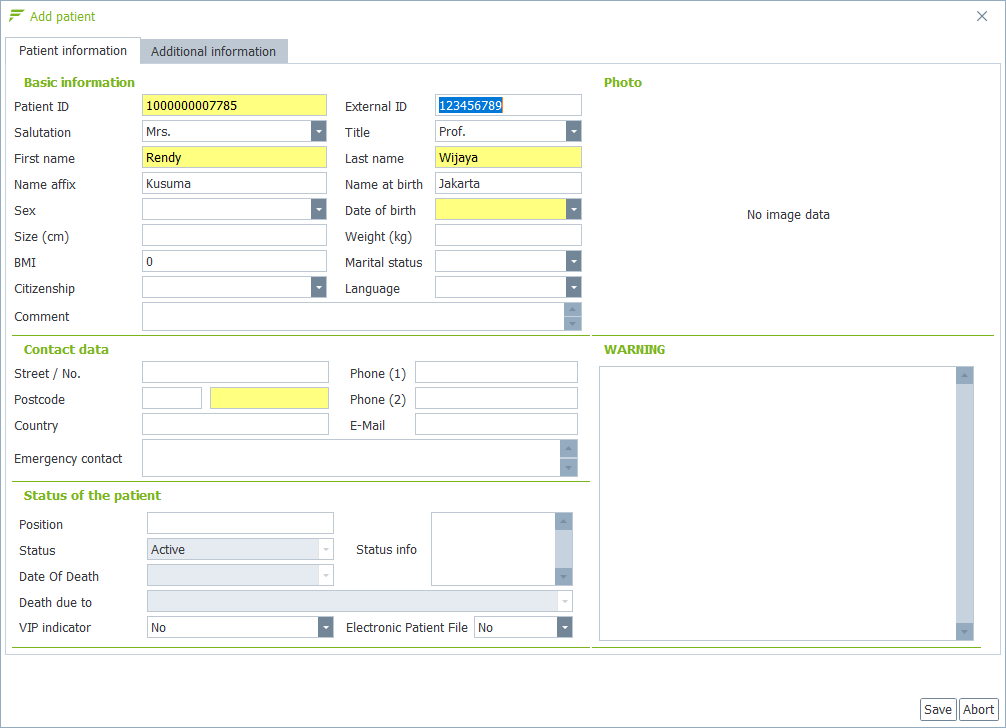 Add patient
Patient information Additional information
Basic information
Patient ID 1000000007785 External ID 123456789
Salutation Mrs. Title Prof.
First name Rendy Last name Wijaya
Name affix Kusuma Name at birth Jakarta
Sex Date of birth
Size (cm) Weight (kg)
BMI 0 Marital status
Citizenship Language
Comment
Photo
No image data
Contact data
Street / No. Phone (1)
Postcode Phone (2)
Country E-Mail
Emergency contact
WARNING
Status of the patient
Position
Status Active Status info
Date Of Death
Death due to
VIP indicator No Electronic Patient File No
Save Abort